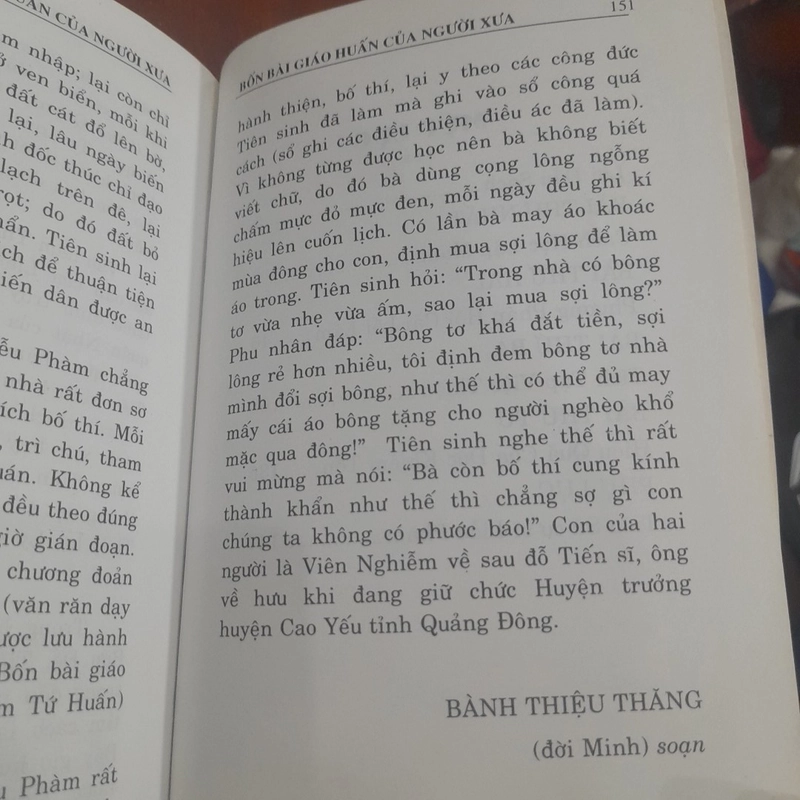 UẤN CỦA NGƯỜI XƯA
m nhập; lại còn chỉ
ở ven biển, mỗi khi
đất cát đổ lên bờ,
lại, lâu ngày biến
h đốc thúc chỉ đạo
lạch trên đê, lại
rọt; do đó đất bỏ
hẩn. Tiên sinh lại
ch để thuận tiện
iến dân được an
ễu Phàm chẳng
nhà rất đơn sơ
ích bố thí. Mỗi
, trì chú, tham
uán. Không kể
đều theo đúng
giờ gián đoạn.
chương đoản
(văn răn dạy
ược lưu hành
Bốn bài giáo
m Tứ Huấn)
u Phàm rất
BỐN BÀI GIÁO HUẤN CỦA NGƯỜI XƯA 151
hành thiện, bố thí, lại y theo các công đức
Tiên sinh đã làm mà ghi vào sổ công quá
cách (sổ ghi các điều thiện, điều ác đã làm).
Vì không từng được học nên bà không biết
viết chữ, do đó bà dùng cọng lông ngỗng
chấm mực đỏ mực đen, mỗi ngày đều ghi kí
hiệu lên cuốn lịch. Có lần bà may áo khoác
mùa đông cho con, định mua sợi lông để làm
áo trong. Tiên sinh hỏi: “Trong nhà có bông
tơ vừa nhẹ vừa ấm, sao lại mua sợi lông?”
Phu nhân đáp: “Bông tơ khá đắt tiền, sợi
lông rẻ hơn nhiều, tôi định đem bông tơ nhà
mình đổi sợi bông, như thế thì có thể đủ may
mấy cái áo bông tặng cho người nghèo khổ
mặc qua đông!” Tiên sinh nghe thế thì rất
vui mừng mà nói: “Bà còn bố thí cung kính
thành khẩn như thế thì chẳng sợ gì con
chúng ta không có phước báo!” Con của hai
người là Viên Nghiễm về sau đỗ Tiến sĩ, ông
về hưu khi đang giữ chức Huyện trưởng
huyện Cao Yếu tỉnh Quảng Đông.
BÀNH THIỆU THĂNG
(đời Minh) soạn